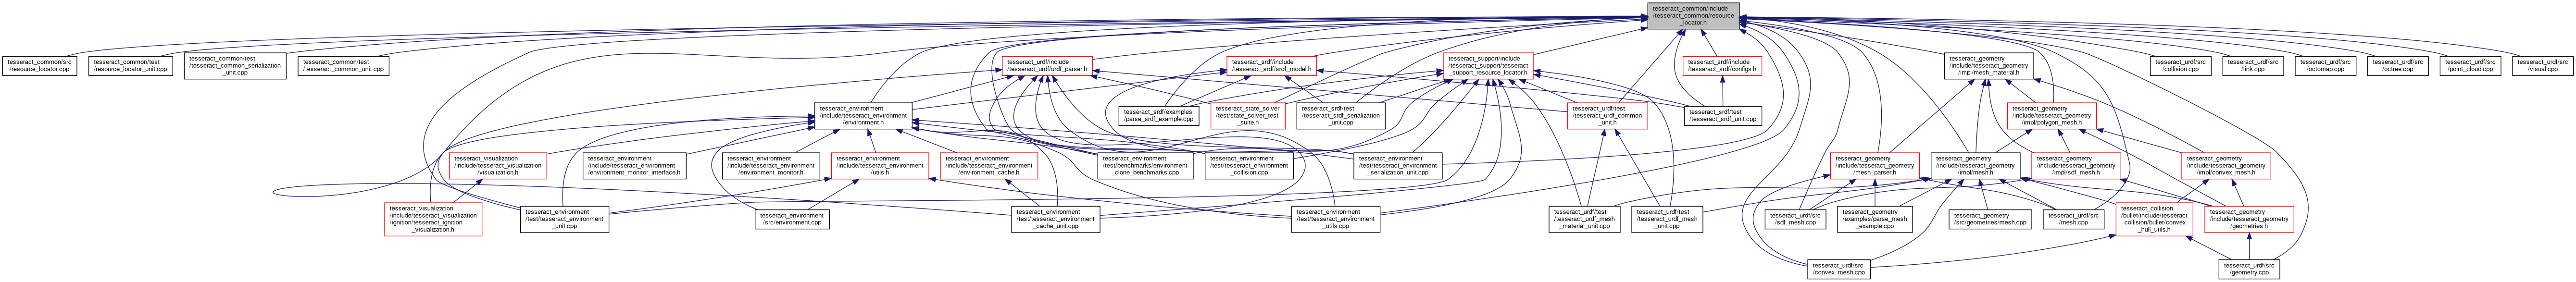 tesseract_common/include
/tesseract_common/resource
_locator.h
tesseract_common/src
/resource_locator.cpp
tesseract_common/test
/resource_locator_unit.cpp
tesseract_common/test
/tesseract_common_serialization
_unit.cpp
tesseract_common/test
/tesseract_common_unit.cpp
tesseract_urdf/include
/tesseract_urdf/urdf_parser.h
tesseract_srdf/include
/tesseract_srdf/srdf_model.h
tesseract_support/include
/tesseract_support/tesseract
_support_resource_locator.h
tesseract_srdf/include
/tesseract_srdf/configs.h
tesseract_geometry
/include/tesseract_geometry
/impl/mesh_material.h
tesseract_urdf/src
/collision.cpp
tesseract_urdf/src
/link.cpp
tesseract_urdf/src
/octomap.cpp
tesseract_urdf/src
/octree.cpp
tesseract_urdf/src
/point_cloud.cpp
tesseract_urdf/src
/visual.cpp
tesseract_environment
/include/tesseract_environment
/environment.h
tesseract_srdf/examples
/parse_srdf_example.cpp
tesseract_state_solver
/test/state_solver_test
_suite.h
tesseract_srdf/test
/tesseract_srdf_serialization
_unit.cpp
tesseract_urdf/test
/tesseract_urdf_common
_unit.h
tesseract_srdf/test
/tesseract_srdf_unit.cpp
tesseract_geometry
/include/tesseract_geometry
/impl/polygon_mesh.h
tesseract_visualization
/include/tesseract_visualization
/visualization.h
tesseract_environment
/include/tesseract_environment
/environment_monitor_interface.h
tesseract_environment
/include/tesseract_environment
/environment_monitor.h
tesseract_environment
/include/tesseract_environment
/utils.h
tesseract_environment
/include/tesseract_environment
/environment_cache.h
tesseract_environment
/test/benchmarks/environment
_clone_benchmarks.cpp
tesseract_environment
/test/tesseract_environment
_collision.cpp
tesseract_environment
/test/tesseract_environment
_serialization_unit.cpp
tesseract_geometry
/include/tesseract_geometry
/mesh_parser.h
tesseract_geometry
/include/tesseract_geometry
/impl/mesh.h
tesseract_geometry
/include/tesseract_geometry
/impl/sdf_mesh.h
tesseract_geometry
/include/tesseract_geometry
/impl/convex_mesh.h
tesseract_visualization
/include/tesseract_visualization
/ignition/tesseract_ignition
_visualization.h
tesseract_environment
/test/tesseract_environment
_unit.cpp
tesseract_environment
/src/environment.cpp
tesseract_environment
/test/tesseract_environment
_cache_unit.cpp
tesseract_environment
/test/tesseract_environment
_utils.cpp
tesseract_urdf/test
/tesseract_urdf_mesh
_material_unit.cpp
tesseract_urdf/test
/tesseract_urdf_mesh
_unit.cpp
tesseract_urdf/src
/sdf_mesh.cpp
tesseract_geometry
/examples/parse_mesh
_example.cpp
tesseract_geometry
/src/geometries/mesh.cpp
tesseract_urdf/src
/mesh.cpp
tesseract_collision
/bullet/include/tesseract
_collision/bullet/convex
_hull_utils.h
tesseract_geometry
/include/tesseract_geometry
/geometries.h
tesseract_urdf/src
/convex_mesh.cpp
tesseract_urdf/src
/geometry.cpp